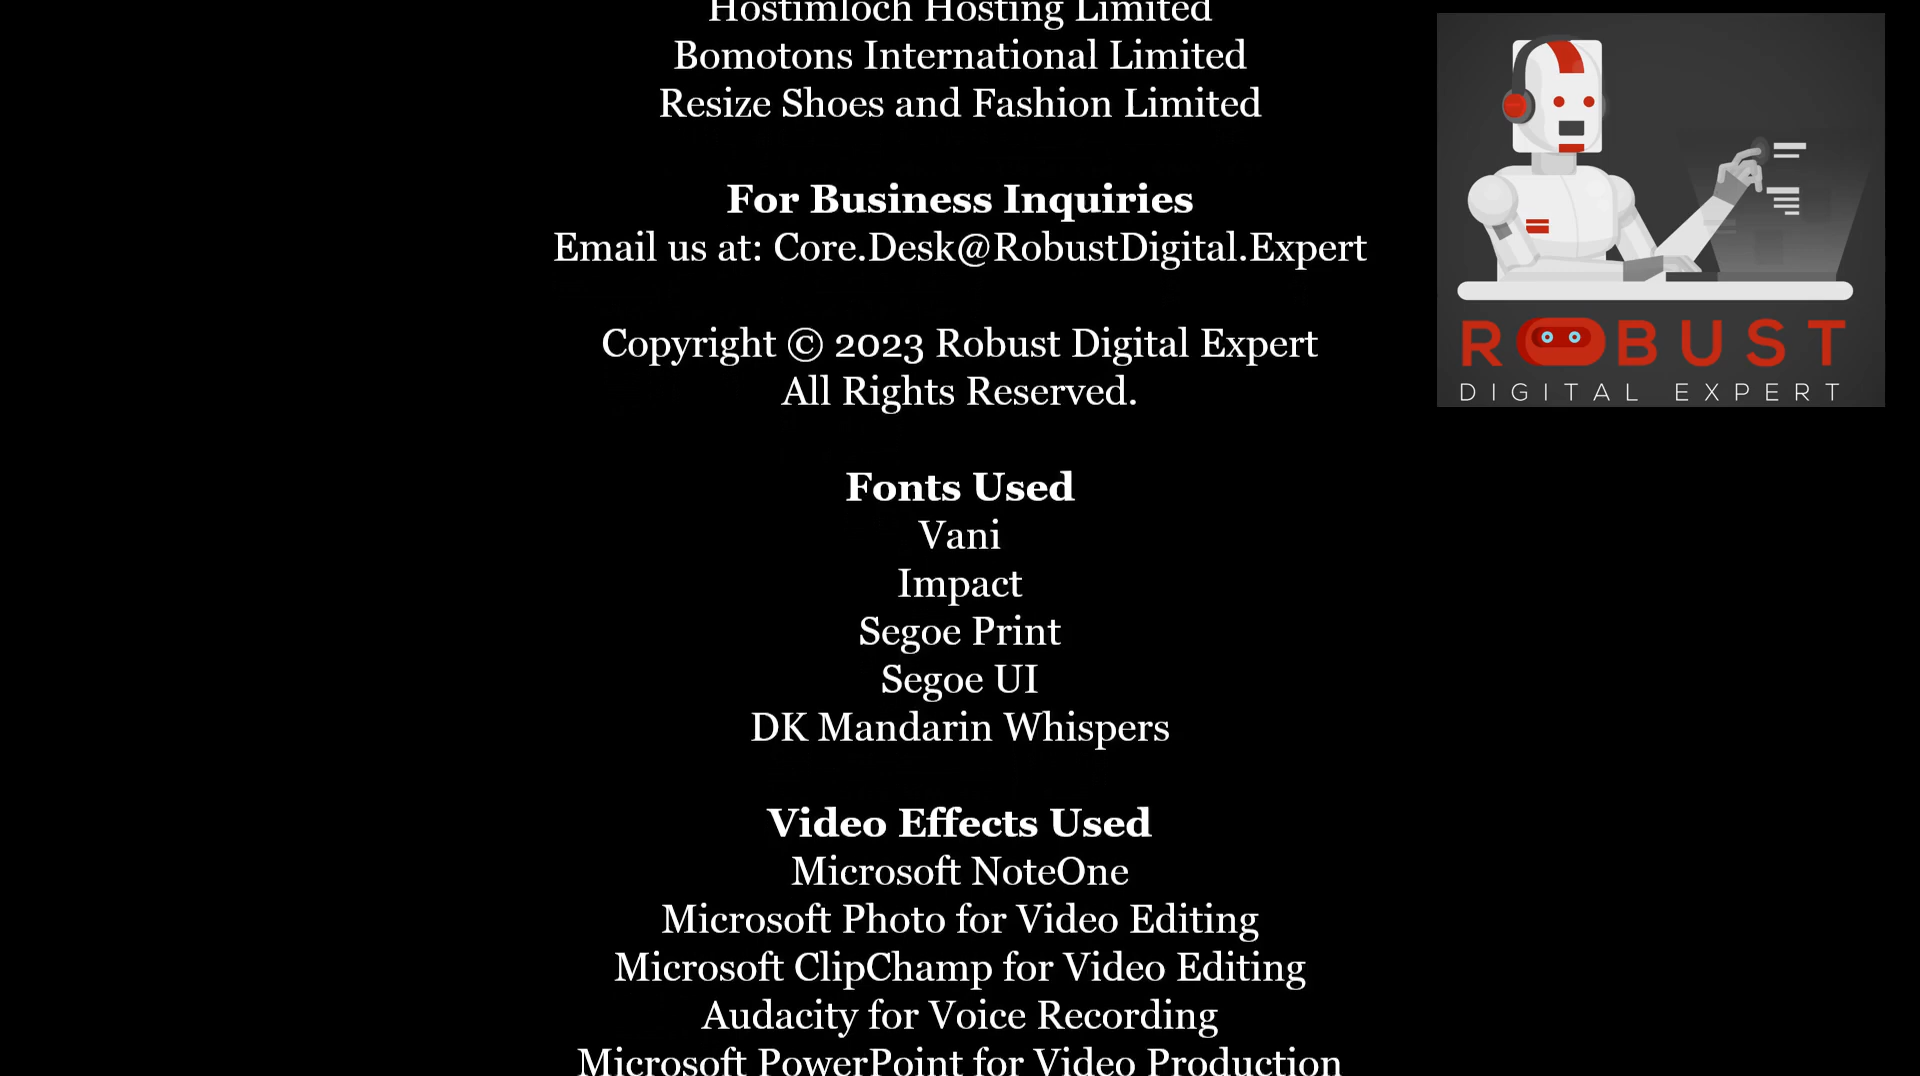 Hostimloch Hosting Limited
Bomotons International Limited
Resize Shoes and Fashion Limited
For Business Inquiries
Email us at: Core.Desk@RobustDigital.Expert
Copyright © 2023 Robust Digital Expert
All Rights Reserved.
Fonts Used
Vani
Impact
Segoe Print
Segoe UI
DK Mandarin Whispers
Video Effects Used
Microsoft NoteOne
Microsoft Photo for Video Editing
Microsoft ClipChamp for Video Editing
Audacity for Voice Recording
Microsoft PowerPoint for Video Production
ROBUST
DIGITAL EXPERT